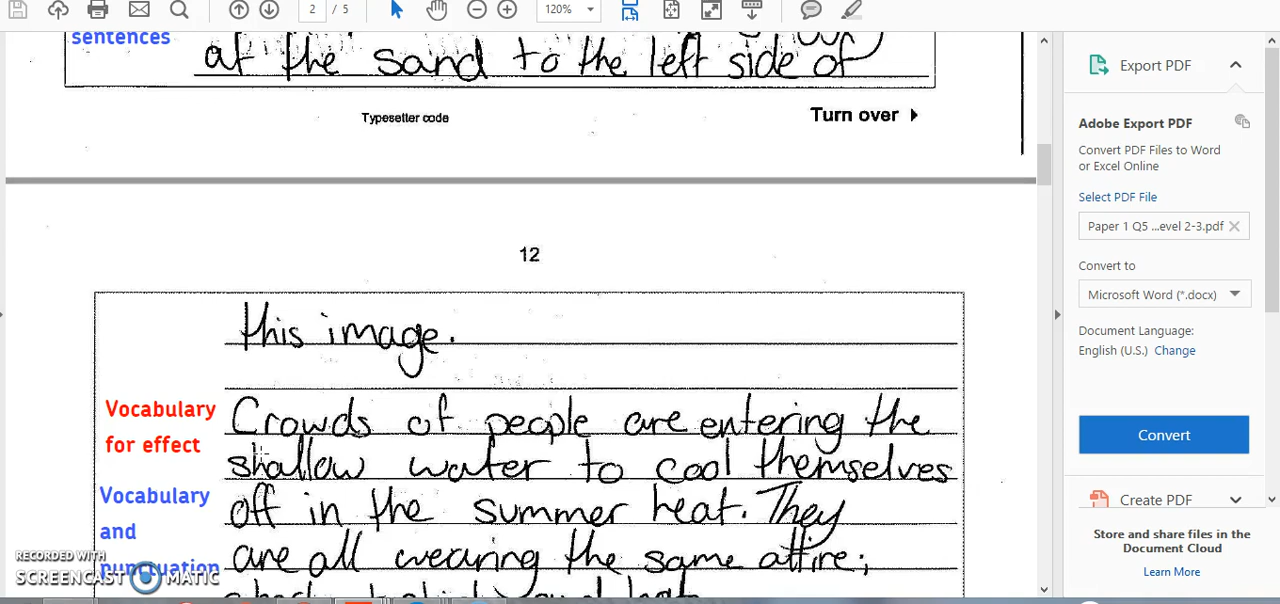 2 / 5
120%
sentences
at the sand to the left side of
Typesetter code
Turn over
12
this image.
Vocabulary for effect
Crowds of people are entering the
shallow water to cool themselves
Vocabulary and punctuation
off in the summer heat. They
are all wearing the same attire;
RECORDED WITH
SCREENCAST MATIC
Export PDF
Adobe Export PDF
Convert PDF Files to Word
or Excel Online
Select PDF File
Paper 1 Q5 ...evel 2-3.pdf
Convert to
Microsoft Word (*.docx)
Document Language:
English (U.S.) Change
Convert
Create PDF
Store and share files in the
Document Cloud
Learn More